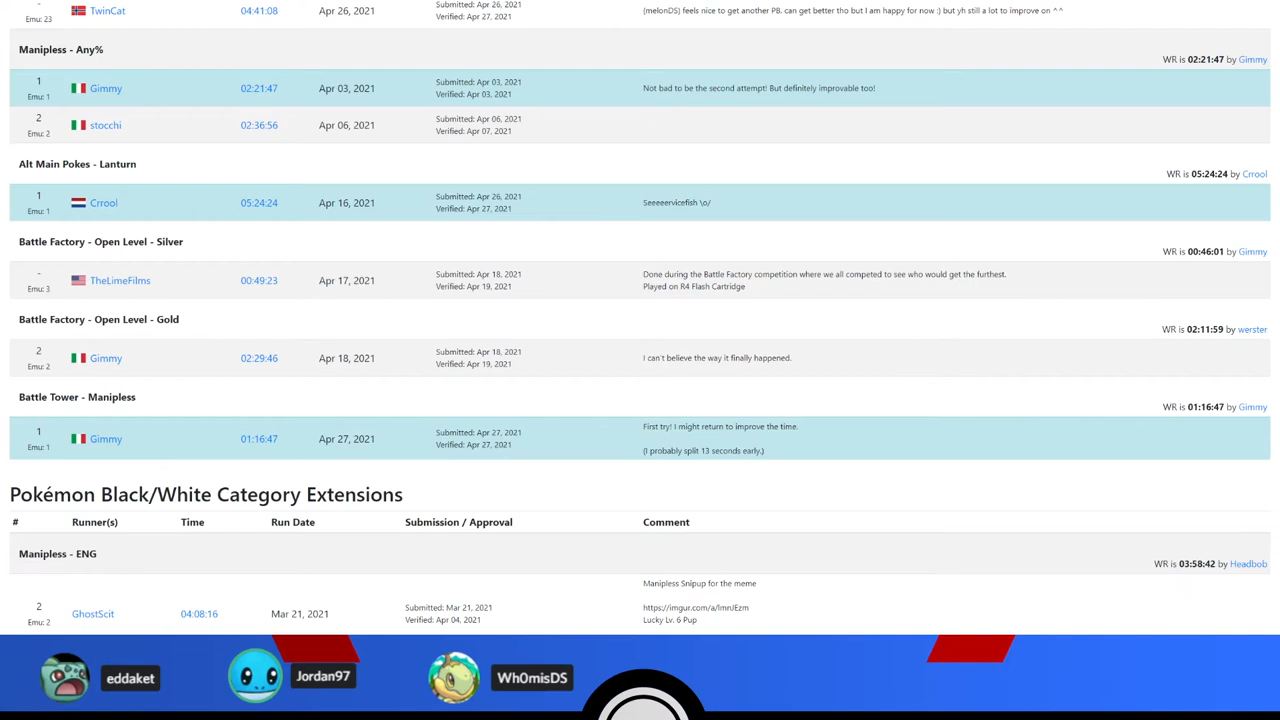 -
Emu: 23 TwinCat 04:41:08 Apr 26, 2021 Verified: Apr 26, 2021 (melonDS) feels nice to get another PB. can get better tho but I am happy for now :) but yh still a lot to improve on ^^
Manipless - Any%
WR is 02:21:47 by Gimmy
1
Emu: 1 Gimmy 02:21:47 Apr 03, 2021 Submitted: Apr 03, 2021
Verified: Apr 03, 2021 Not bad to be the second attempt! But definitely improvable too!
2
Emu: 2 stocchi 02:36:56 Apr 06, 2021 Submitted: Apr 06, 2021
Verified: Apr 07, 2021
Alt Main Pokes - Lanturn
WR is 05:24:24 by Crrool
1
Emu: 1 Crrool 05:24:24 Apr 16, 2021 Submitted: Apr 26, 2021
Verified: Apr 27, 2021 Seeeeervicefish \o/
Battle Factory - Open Level - Silver
WR is 00:46:01 by Gimmy
-
Emu: 3 TheLimeFilms 00:49:23 Apr 17, 2021 Submitted: Apr 18, 2021
Verified: Apr 19, 2021 Done during the Battle Factory competition where we all competed to see who would get the furthest.
Played on R4 Flash Cartridge
Battle Factory - Open Level - Gold
WR is 02:11:59 by werster
2
Emu: 2 Gimmy 02:29:46 Apr 18, 2021 Submitted: Apr 18, 2021
Verified: Apr 19, 2021 I can't believe the way it finally happened.
Battle Tower - Manipless
WR is 01:16:47 by Gimmy
1
Emu: 1 Gimmy 01:16:47 Apr 27, 2021 Submitted: Apr 27, 2021
Verified: Apr 27, 2021 First try! I might return to improve the time.
(I probably split 13 seconds early.)
Pokémon Black/White Category Extensions
# Runner(s) Time Run Date Submission / Approval Comment
Manipless - ENG
WR is 03:58:42 by Headbob
2
Emu: 2 GhostScit 04:08:16 Mar 21, 2021 Submitted: Mar 21, 2021
Verified: Apr 04, 2021 Manipless Snipup for the meme
https://imgur.com/a/lmrJEzm
Lucky Lv. 6 Pup
eddaket Jordan97 Wh0misDS